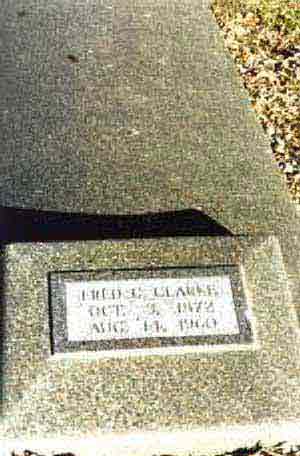 FRED C. CLARKE
OCT. 3, 1872
AUG. 14, 1960